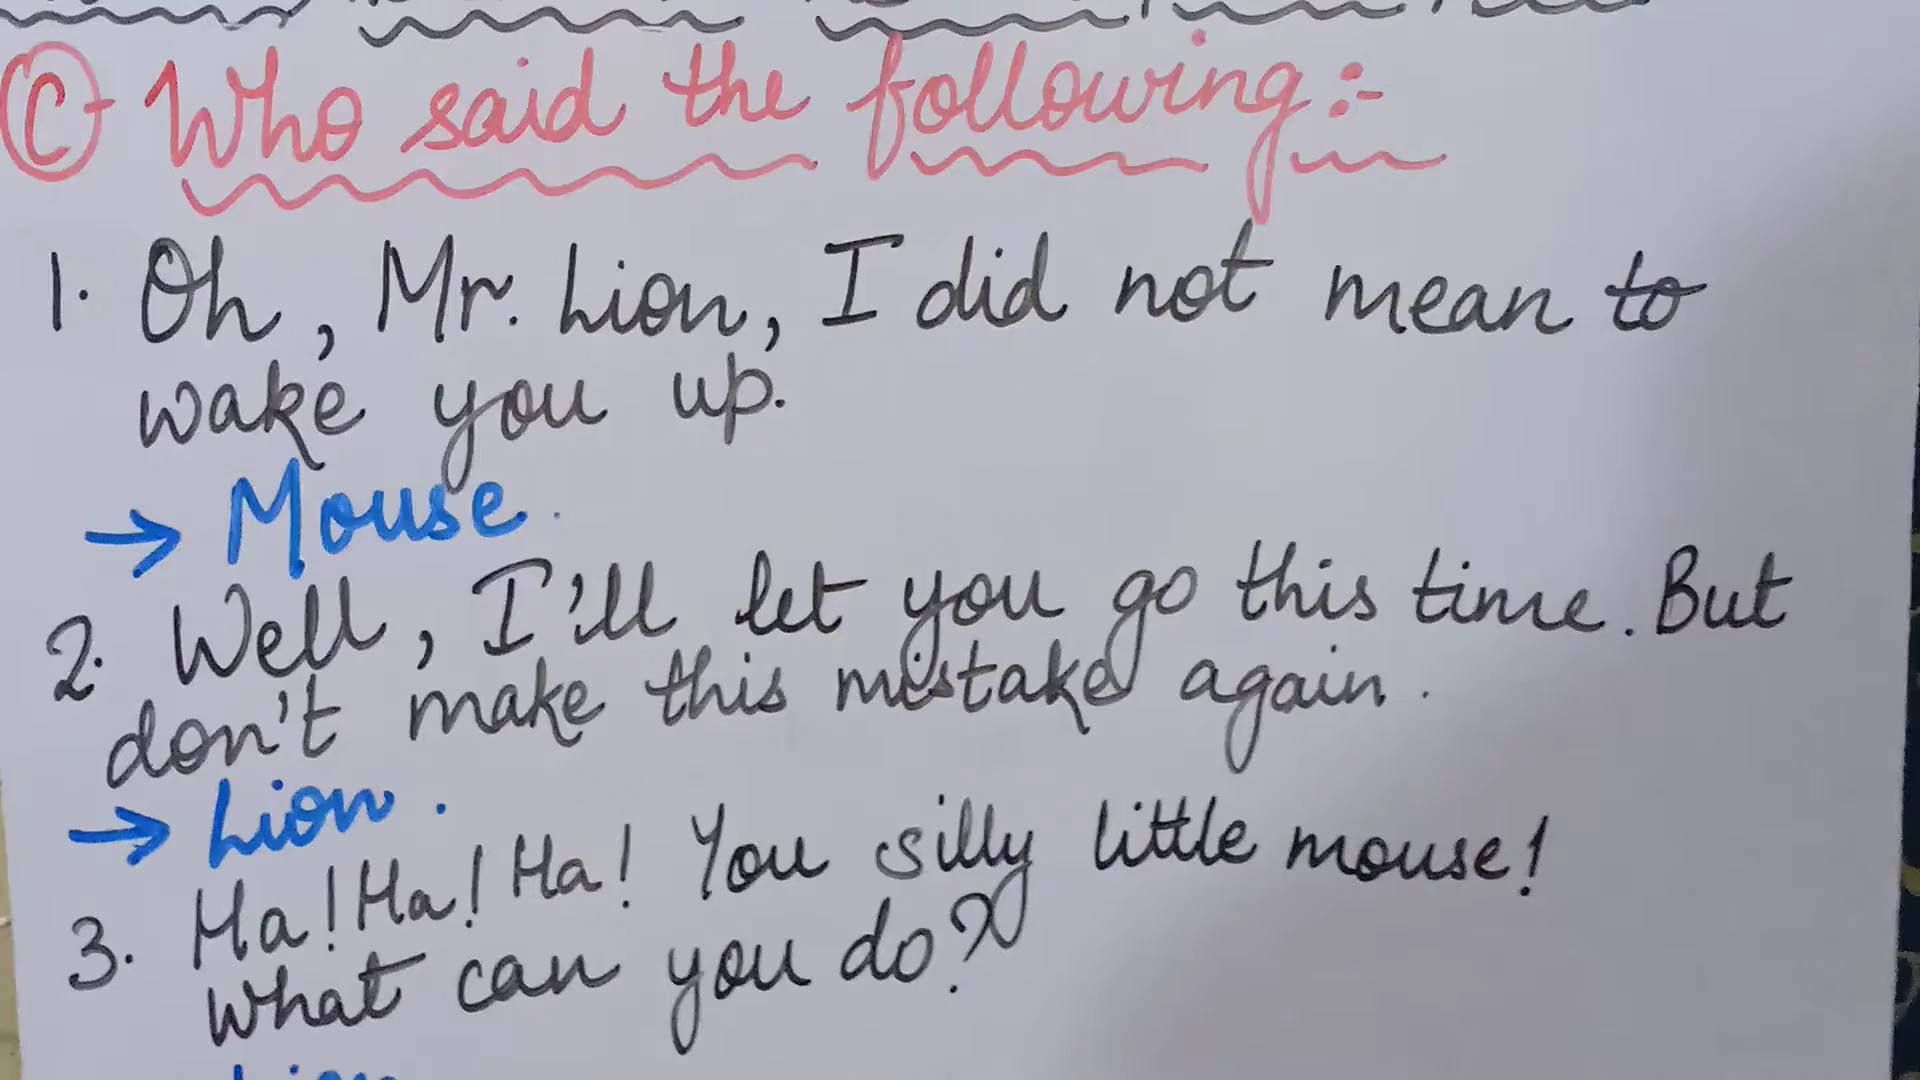 C- Who said the following:-
1. Oh, Mr. Lion, I did not mean to
wake you up.
→ Mouse.
2. Well, I'll let you go this time. But
don't make this mistake again.
→ Lion.
3. Ha! Ha! Ha! You silly little mouse!
What can you do?